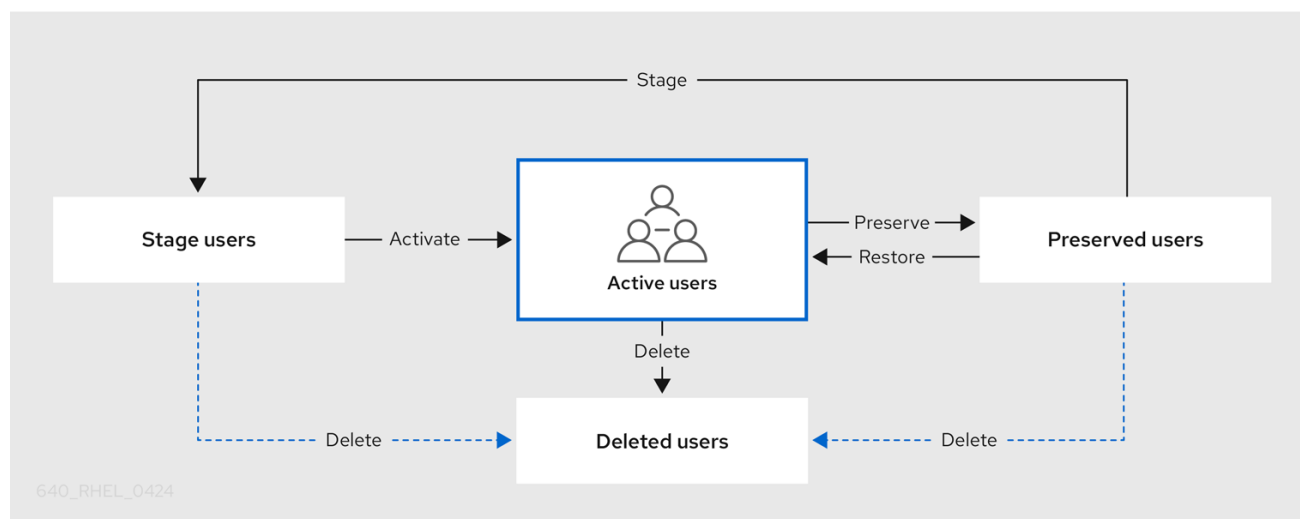 Stage
Stage users
Activate
Active users
Preserve
Restore
Preserved users
Delete
Delete
Deleted users
Delete
640_RHEL_0424